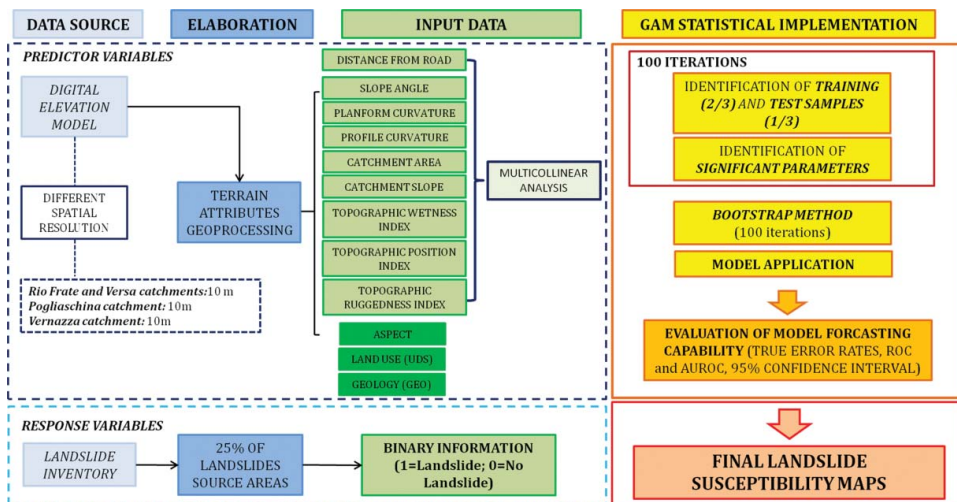 DATA SOURCE
ELABORATION
INPUT DATA
GAM STATISTICAL IMPLEMENTATION
PREDICTOR VARIABLES
DIGITAL
ELEVATION
MODEL
DIFFERENT
SPATIAL
RESOLUTION
Rio Frate and Versa catchments:10 m
Pogliaschina catchment: 10m
Vernazza catchment: 10m
TERRAIN
ATTRIBUTES
GEOPROCESSING
DISTANCE FROM ROAD
SLOPE ANGLE
PLANFORM CURVATURE
PROFILE CURVATURE
CATCHMENT AREA
CATCHMENT SLOPE
TOPOGRAPHIC WETNESS
INDEX
TOPOGRAPHIC POSITION
INDEX
TOPOGRAPHIC
RUGGEDNESS INDEX
ASPECT
LAND USE (UDS)
GEOLOGY (GEO)
MULTICOLLINEAR
ANALYSIS
100 ITERATIONS
IDENTIFICATION OF TRAINING
(2/3) AND TEST SAMPLES
(1/3)
IDENTIFICATION OF
SIGNIFICANT PARAMETERS
BOOTSTRAP METHOD
(100 iterations)
MODEL APPLICATION
EVALUATION OF MODEL FORCASTING
CAPABILITY (TRUE ERROR RATES, ROC
and AUROC, 95% CONFIDENCE INTERVAL)
RESPONSE VARIABLES
LANDSLIDE
INVENTORY
25% OF
LANDSLIDES
SOURCE AREAS
BINARY INFORMATION
(1=Landslide; 0=No
Landslide)
FINAL LANDSLIDE
SUSCEPTIBILITY MAPS